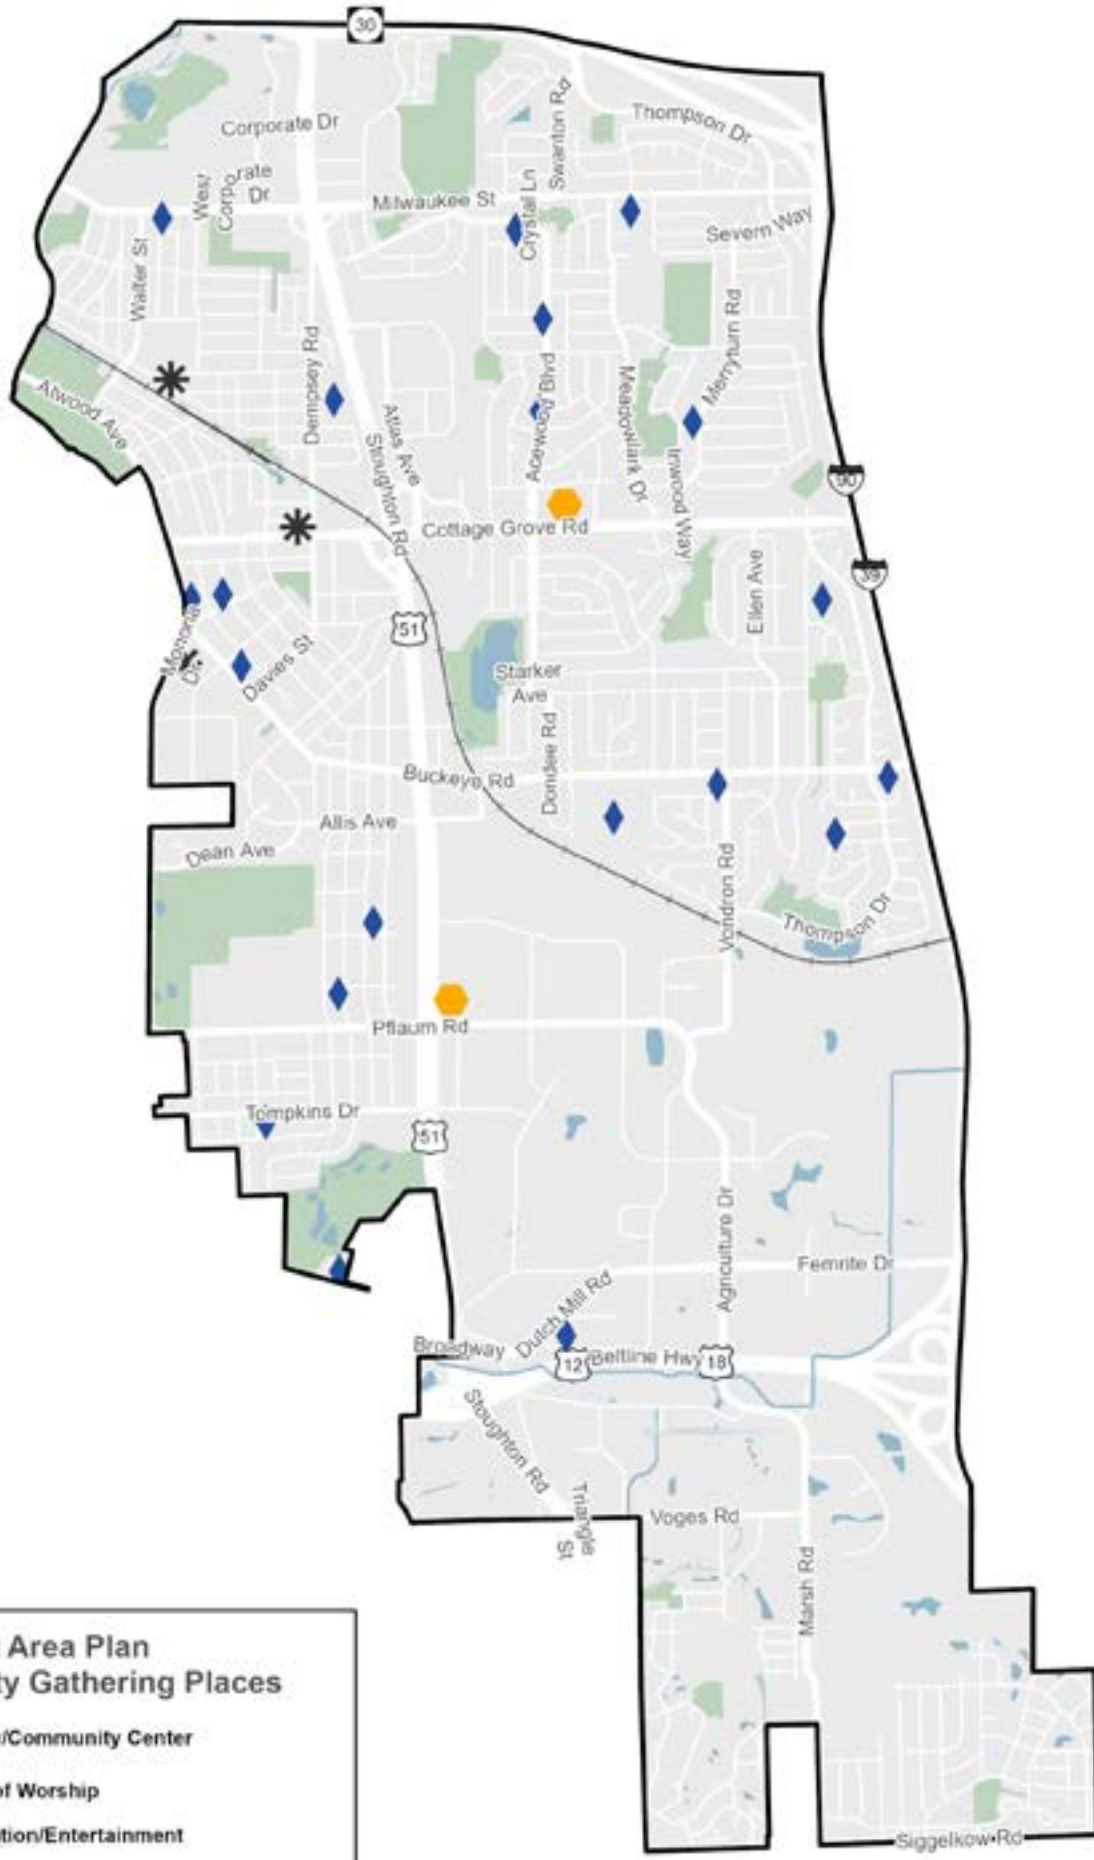 30
Corporate Dr
Swanton Rd
Thompson Dr
West
Corporate
Dr
Milwaukee St
Crystal Ln
Severn Way
Walter St
Merryturn Rd
Dempsey Rd
Atwood Ave
Acewood Blvd
Meadowlark Dr
Atlas Ave
Stoughton Rd
Inwood Way
90
Cottage Grove Rd
39
Ellen Ave
51
Monona
Dr
Davies St
Starker
Ave
Dondee Rd
Buckeye Rd
Allis Ave
Dean Ave
Vondron Rd
Thompson Dr
Pflaum Rd
Tompkins Dr
51
Agriculture Dr
Femrite Dr
Dutch Mill Rd
Broadway
12
Beltline Hwy
18
Stoughton Rd
Triangle
St
Voges Rd
Marsh Rd
Siggelkow Rd
Area Plan
ty Gathering Places
/Community Center
of Worship
tion/Entertainment